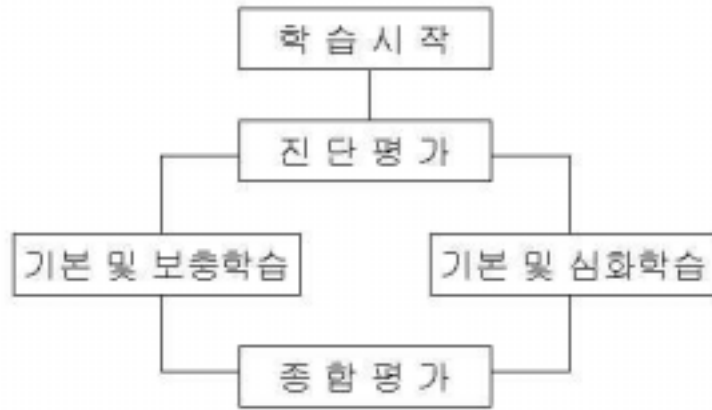 학 습 시 작
진 단 평 가
기본 및 보충학습
기본 및 심화학습
종 합 평 가